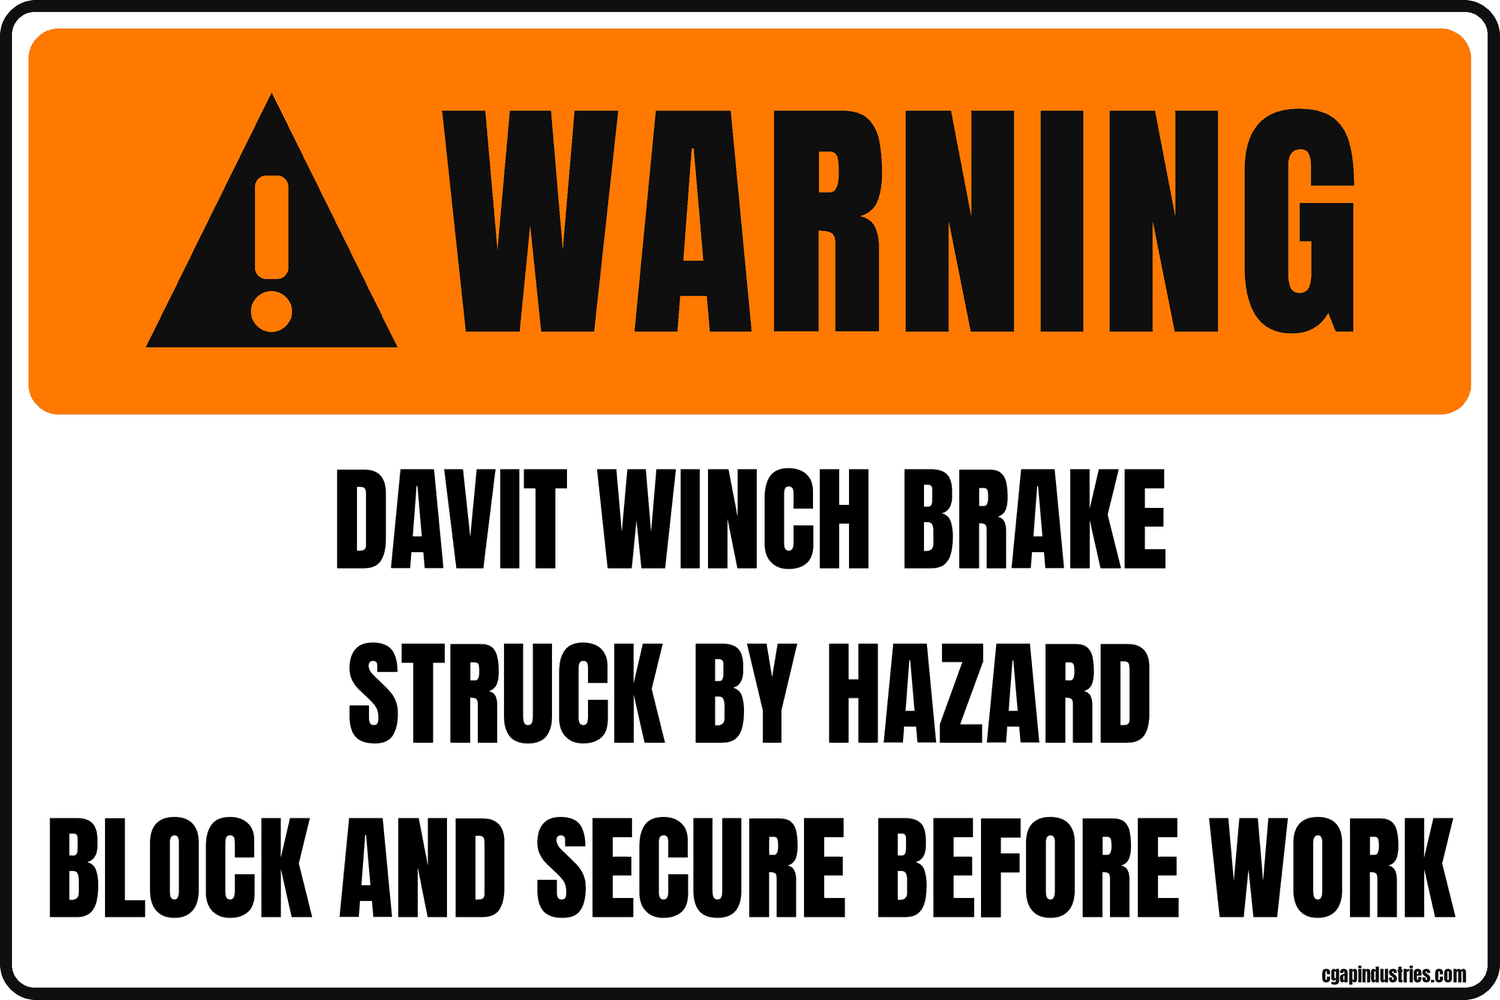 WARNING
DAVIT WINCH BRAKE
STRUCK BY HAZARD
BLOCK AND SECURE BEFORE WORK
cgapindustries.com